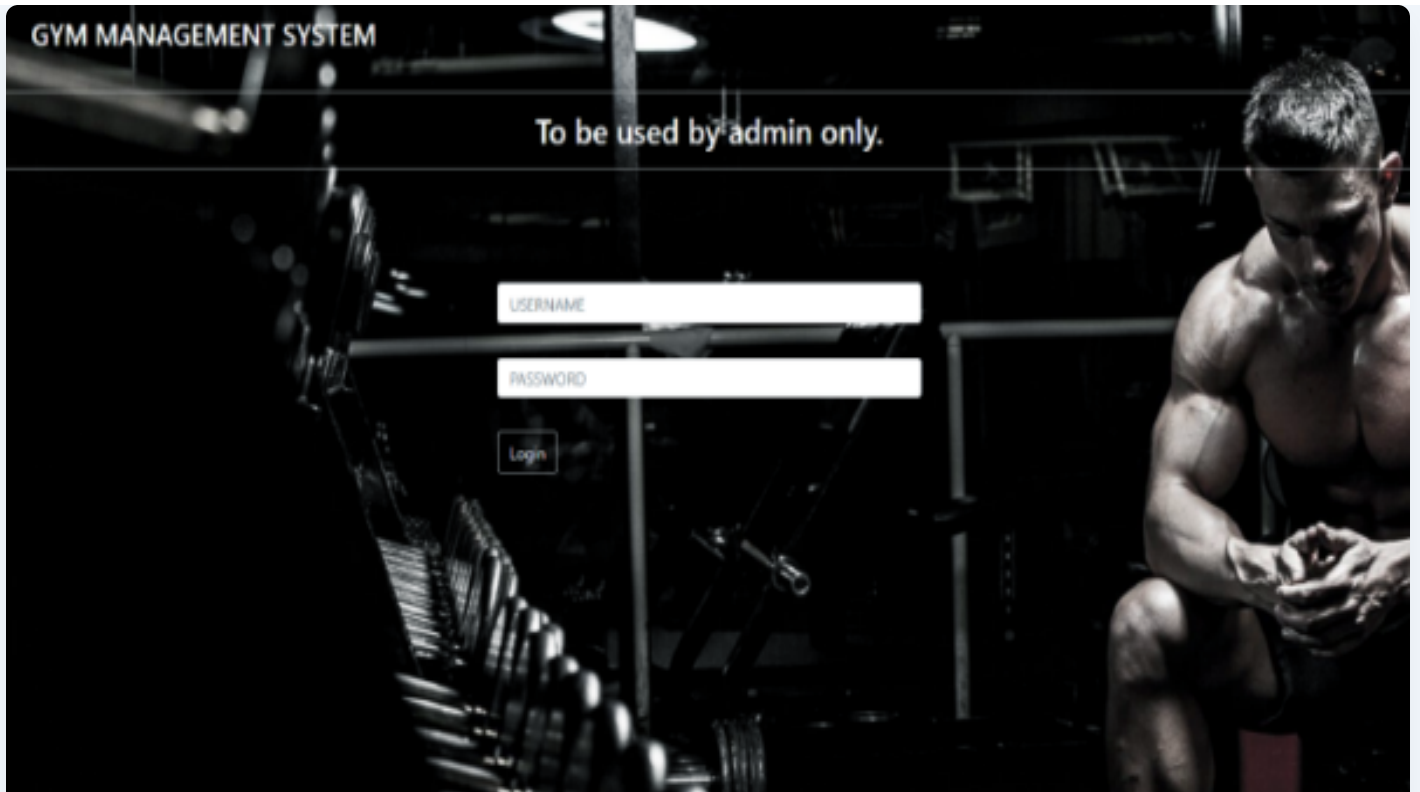 GYM MANAGEMENT SYSTEM
To be used by admin only.
USERNAME
PASSWORD
Login